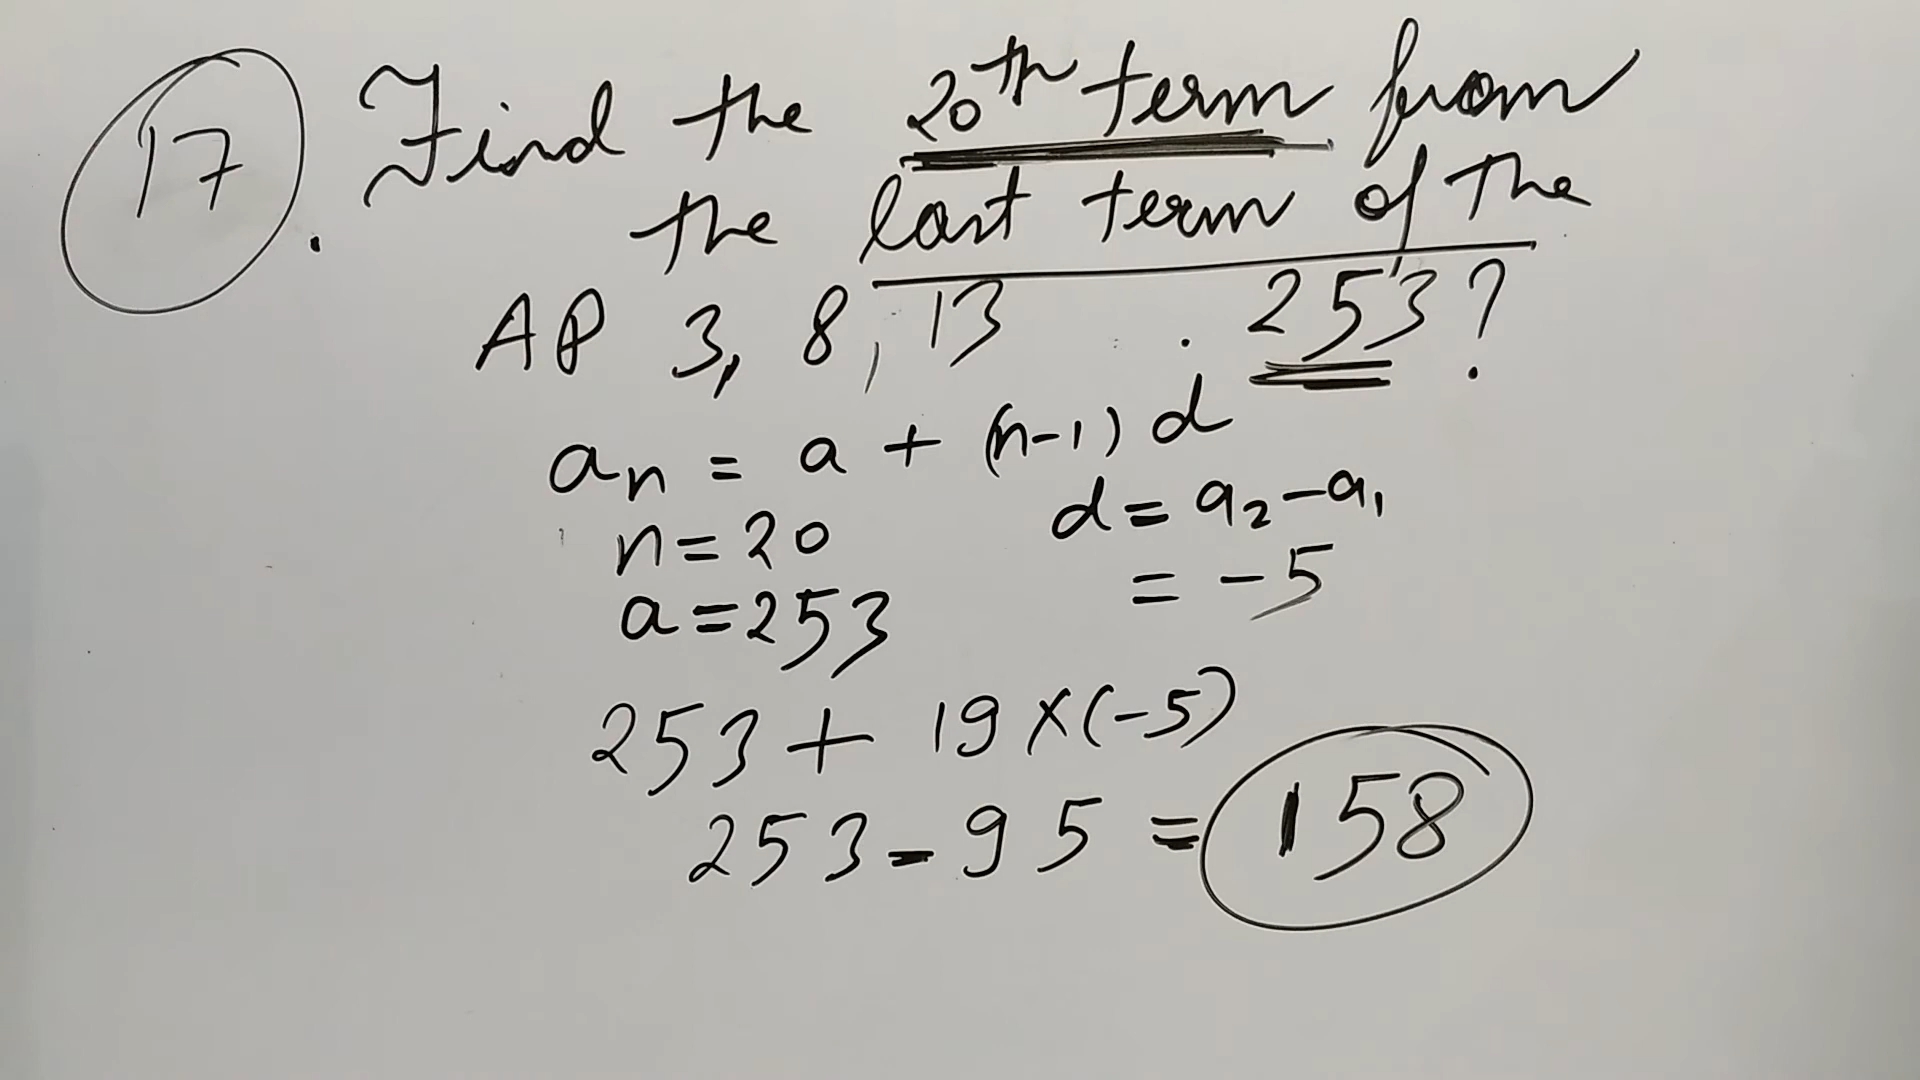 17. Find the 20th term from
the last term of the
AP 3, 8, 13 . . 253?
an = a + (n-1) d
n = 20
d = a2 - a1
= -5
a = 253
253 + 19 x (-5)
253 - 95 = 158